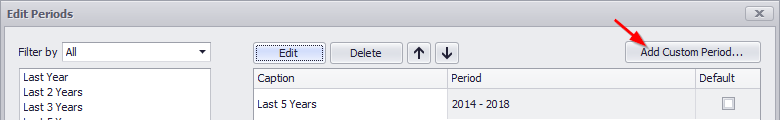 Edit Periods
Filter by All
Edit Delete Add Custom Period...
Caption Period Default
Last 5 Years 2014 - 2018
Last Year
Last 2 Years
Last 3 Years